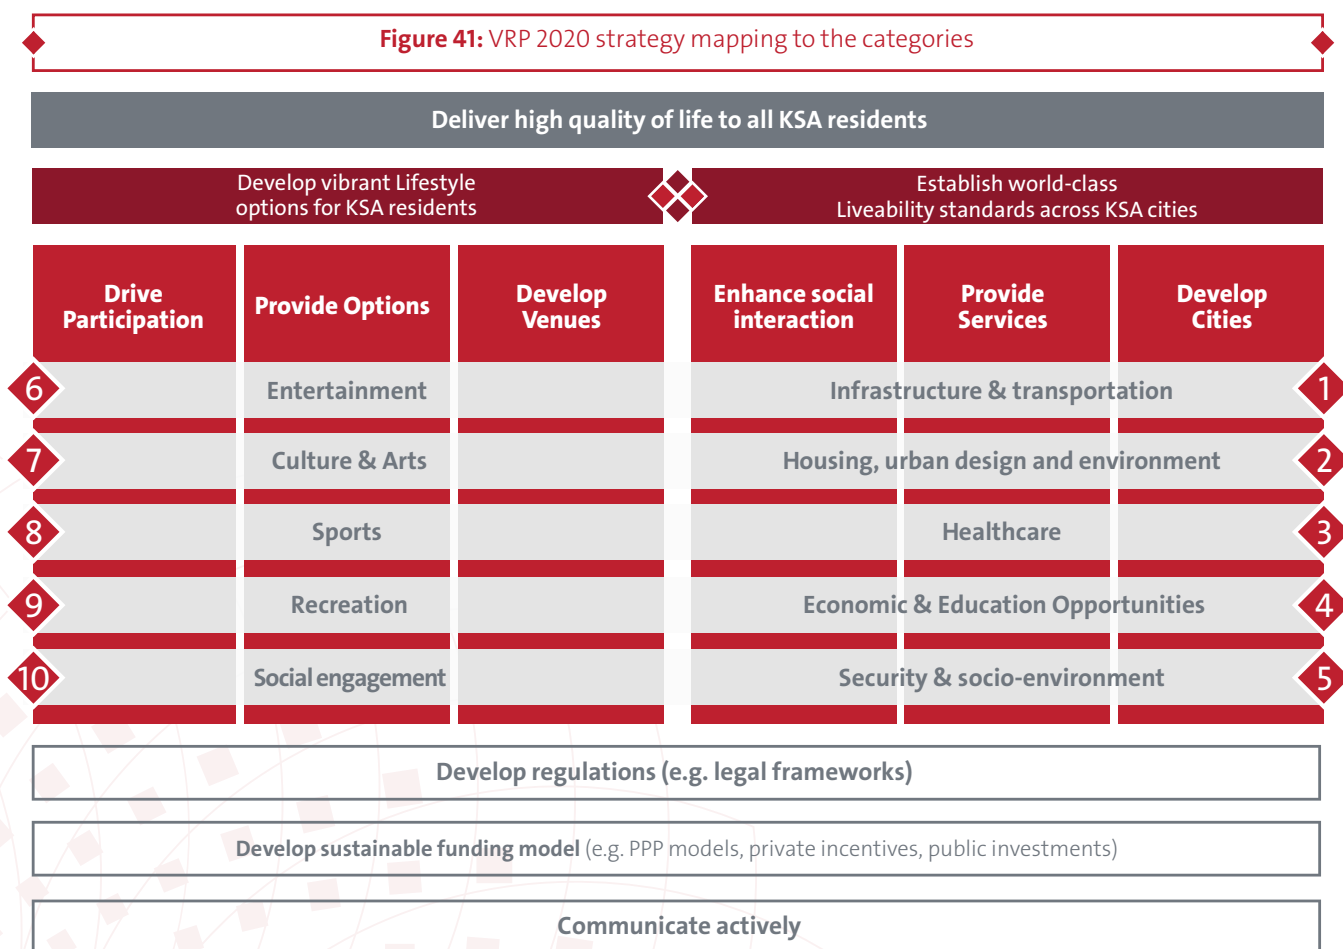 Figure 41: VRP 2020 strategy mapping to the categories
Deliver high quality of life to all KSA residents
Develop vibrant Lifestyle
options for KSA residents
Establish world-class
Liveability standards across KSA cities
Drive
Participation
Provide Options
Develop
Venues
Enhance social
interaction
Provide
Services
Develop
Cities
6
Entertainment
Infrastructure & transportation
1
7
Culture & Arts
Housing, urban design and environment
2
8
Sports
Healthcare
3
9
Recreation
Economic & Education Opportunities
4
10
Social engagement
Security & socio-environment
5
Develop regulations (e.g. legal frameworks)
Develop sustainable funding model (e.g. PPP models, private incentives, public investments)
Communicate actively